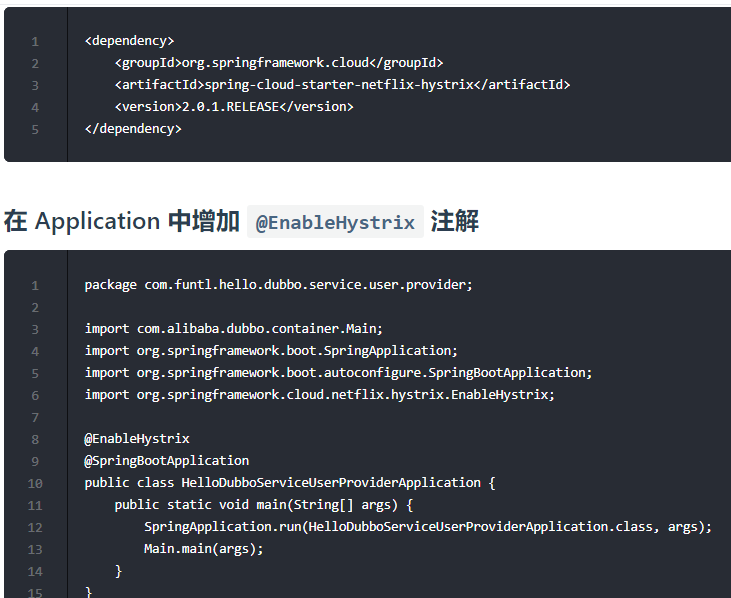 1 <dependency>
2     <groupId>org.springframework.cloud</groupId>
3     <artifactId>spring-cloud-starter-netflix-hystrix</artifactId>
4     <version>2.0.1.RELEASE</version>
5 </dependency>
在 Application 中增加 @EnableHystrix 注解
1 package com.funtl.hello.dubbo.service.user.provider;
2
3 import com.alibaba.dubbo.container.Main;
4 import org.springframework.boot.SpringApplication;
5 import org.springframework.boot.autoconfigure.SpringBootApplication;
6 import org.springframework.cloud.netflix.hystrix.EnableHystrix;
7
8 @EnableHystrix
9 @SpringBootApplication
10 public class HelloDubboServiceUserProviderApplication {
11     public static void main(String[] args) {
12         SpringApplication.run(HelloDubboServiceUserProviderApplication.class, args);
13         Main.main(args);
14     }
15 }